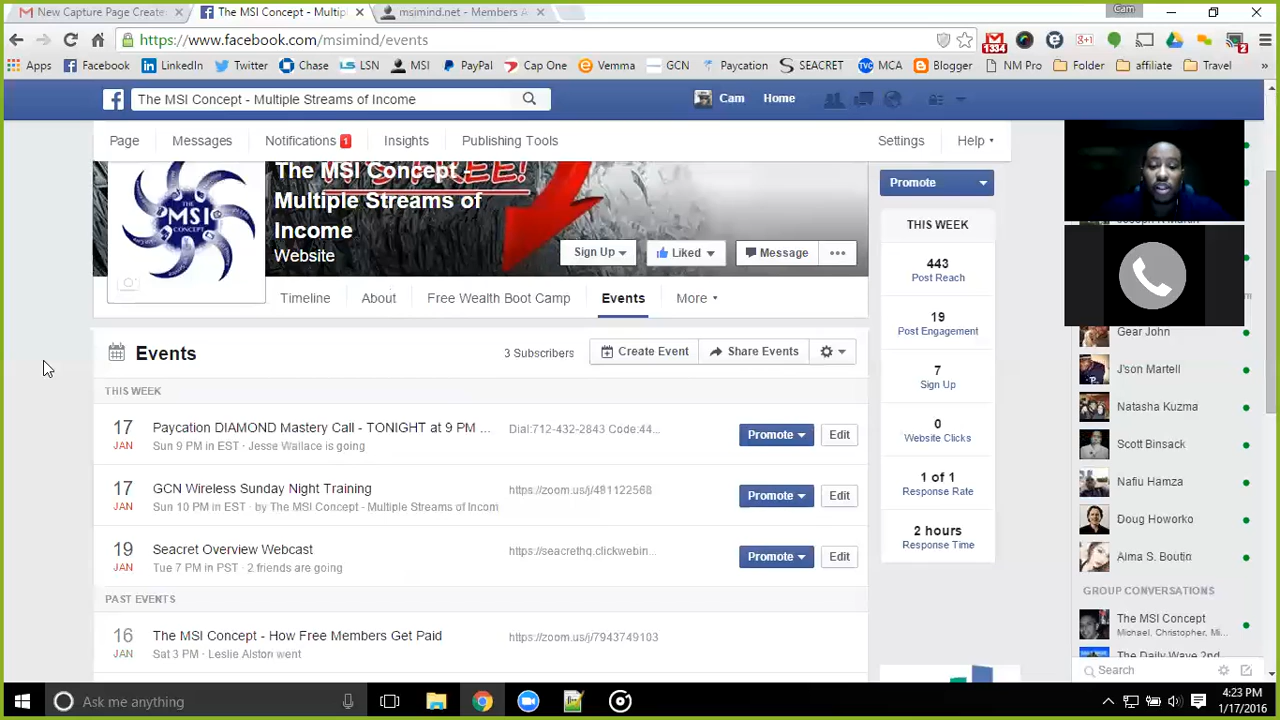 New Capture Page Create
The MSI Concept - Multip
msimind.net - Members A
Cam
https://www.facebook.com/msimind/events
Apps Facebook LinkedIn Twitter Chase LSN MSI PayPal Cap One Vemma GCN Paycation SEACRET MCA Blogger NM Pro Folder affiliate Travel »
1334
g+1
2
The MSI Concept - Multiple Streams of Income
Cam Home
Page Messages Notifications 1 Insights Publishing Tools Settings Help
THE MSI CONCEPT
The MSI Concept -
Multiple Streams of
Income
Website
Sign Up Liked Message •••
Timeline About Free Wealth Boot Camp Events More
Promote
THIS WEEK
443
Post Reach
19
Post Engagement
7
Sign Up
0
Website Clicks
1 of 1
Response Rate
2 hours
Response Time
Events 3 Subscribers Create Event Share Events
THIS WEEK
17 Paycation DIAMOND Mastery Call - TONIGHT at 9 PM ... Dial:712-432-2843 Code:44... Promote Edit
JAN Sun 9 PM in EST · Jesse Wallace is going
17 GCN Wireless Sunday Night Training https://zoom.us/j/481122568 Promote Edit
JAN Sun 10 PM in EST · by The MSI Concept - Multiple Streams of Incom
19 Seacret Overview Webcast https://seacrethq.clickwebin... Promote Edit
JAN Tue 7 PM in PST · 2 friends are going
PAST EVENTS
16 The MSI Concept - How Free Members Get Paid https://zoom.us/j/7943749103
JAN Sat 3 PM · Leslie Alston went
Gear John
J'son Martell
Natasha Kuzma
Scott Binsack
Nafiu Hamza
Doug Howorko
Alma S. Boutin
GROUP CONVERSATIONS
The MSI Concept
Michael, Christopher, Mi...
The Daily Wave 2nd
Search
Ask me anything
4:23 PM
1/17/2016